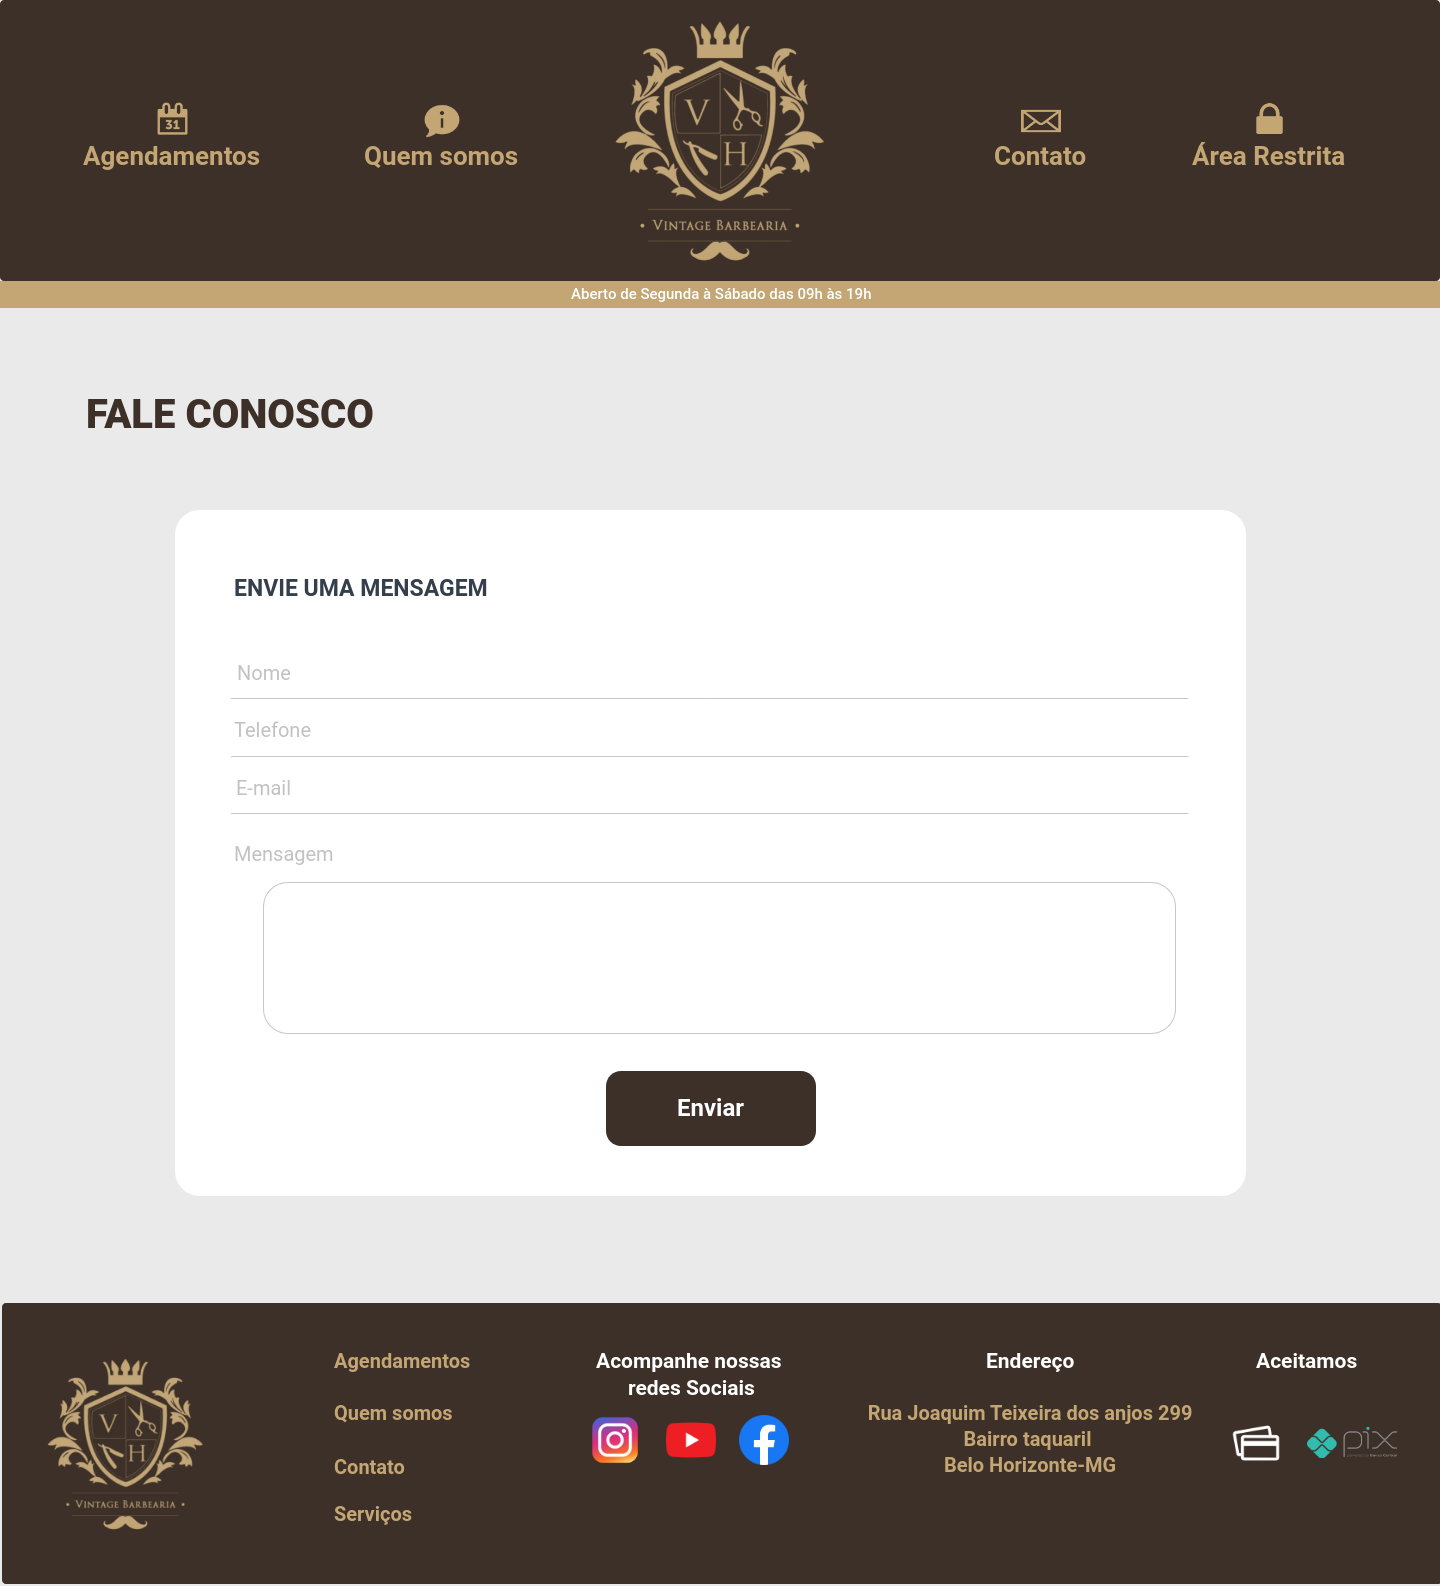 31
Agendamentos
Quem somos
V
H
• VINTAGE BARBEARIA •
Contato
Área Restrita
Aberto de Segunda à Sábado das 09h às 19h
FALE CONOSCO
ENVIE UMA MENSAGEM
Nome
Telefone
E-mail
Mensagem
Enviar
V
H
• VINTAGE BARBEARIA •
Agendamentos
Quem somos
Contato
Serviços
Acompanhe nossas
redes Sociais
Endereço
Rua Joaquim Teixeira dos anjos 299
Bairro taquaril
Belo Horizonte-MG
Aceitamos
pix